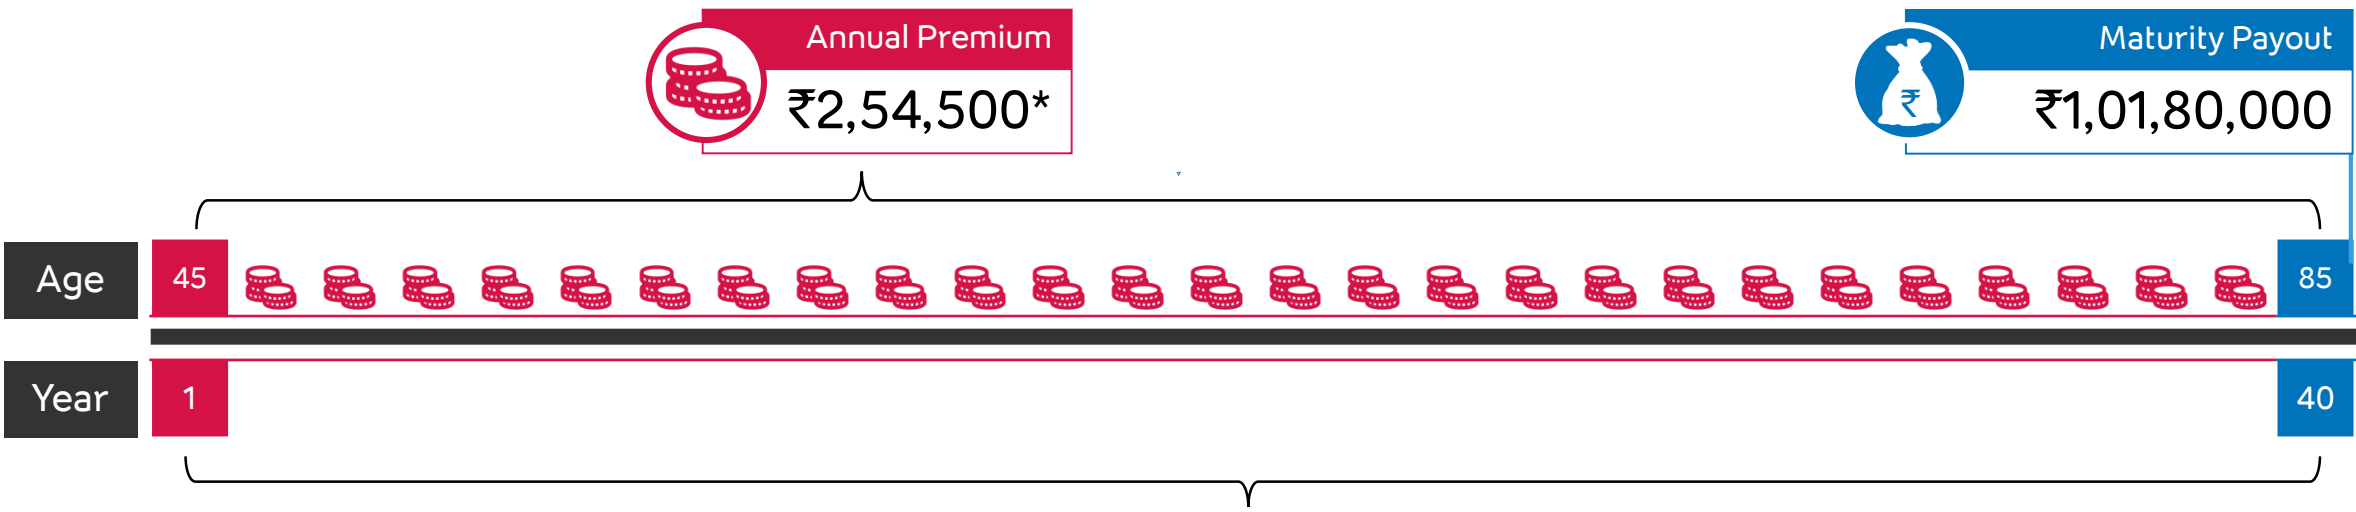 Annual Premium
₹2,54,500*
Maturity Payout
₹
₹1,01,80,000
Age
45
85
Year
1
40